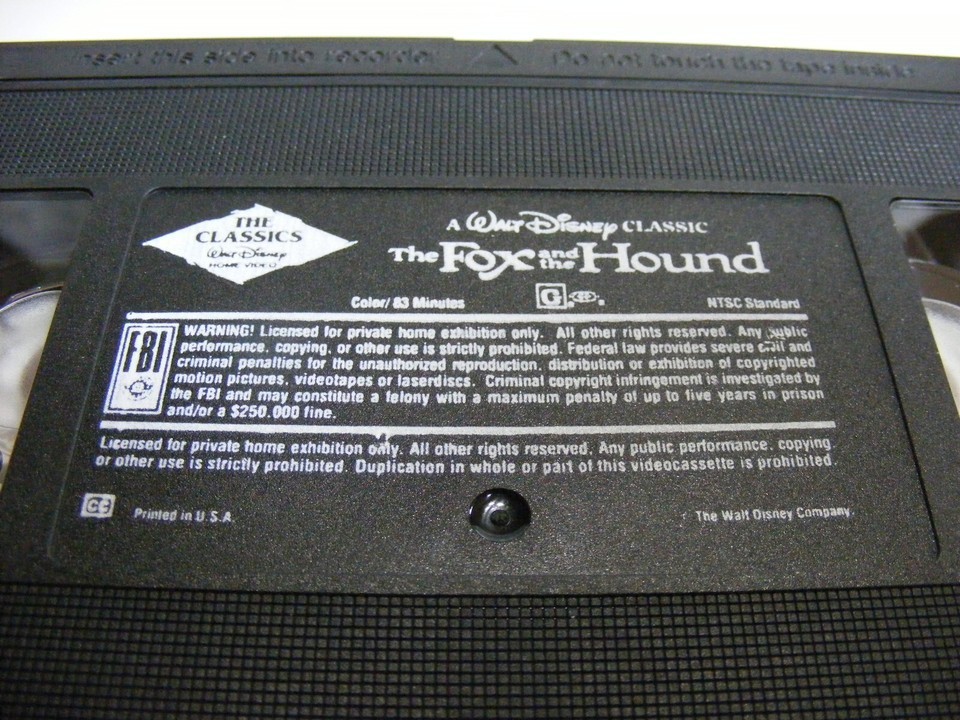 Insert this side into recorder
Do not touch the tape inside
THE
CLASSICS
Walt Disney
HOME VIDEO
A Walt Disney CLASSIC
The Fox and the Hound
Color/ 83 Minutes
G
NTSC Standard
FBI
WARNING! Licensed for private home exhibition only. All other rights reserved. Any public
performance, copying, or other use is strictly prohibited. Federal law provides severe civil and
criminal penalties for the unauthorized reproduction, distribution or exhibition of copyrighted
motion pictures, videotapes or laserdiscs. Criminal copyright infringement is investigated by
the FBI and may constitute a felony with a maximum penalty of up to five years in prison
and/or a $250.000 fine.
Licensed for private home exhibition only. All other rights reserved. Any public performance, copying
or other use is strictly prohibited. Duplication in whole or part of this videocassette is prohibited.
CC
Printed in U.S.A.
The Walt Disney Company.